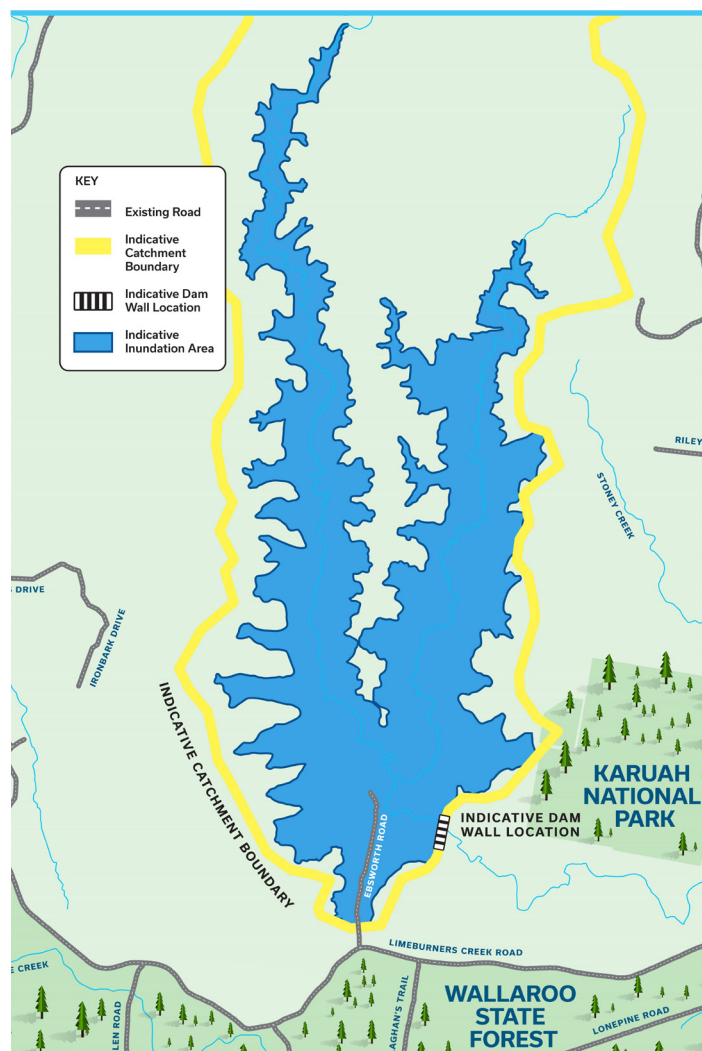 KEY
Existing Road
Indicative
Catchment
Boundary
Indicative Dam
Wall Location
Indicative
Inundation Area
RILEY
STONEY CREEK
S DRIVE
IRONBARK DRIVE
INDICATIVE CATCHMENT BOUNDARY
KARUAH
NATIONAL
PARK
INDICATIVE DAM
WALL LOCATION
EBSWORTH ROAD
LIMEBURNERS CREEK ROAD
E CREEK
LEN ROAD
AGHAN'S TRAIL
WALLAROO
STATE
FOREST
LONEPINE ROAD